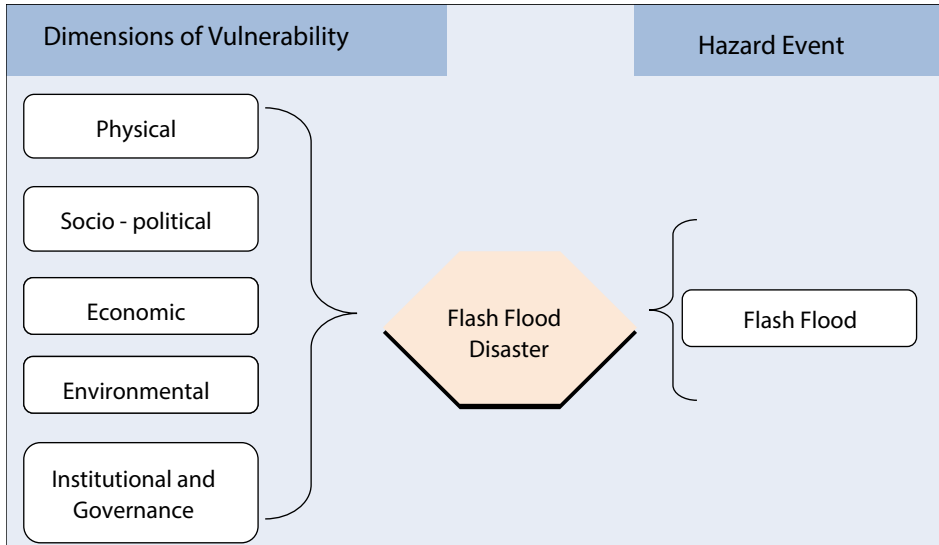 Dimensions of Vulnerability
Hazard Event
Physical
Socio - political
Economic
Environmental
Institutional and
Governance
Flash Flood
Disaster
Flash Flood